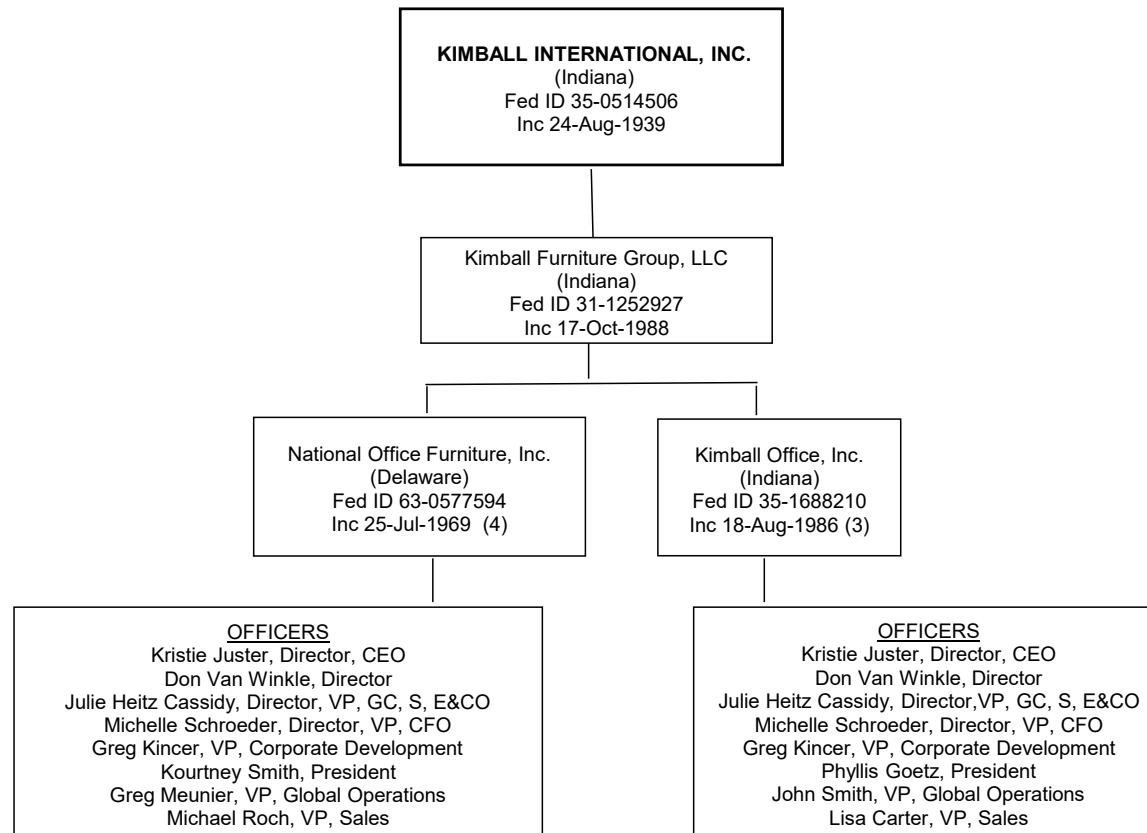 KIMBALL INTERNATIONAL, INC.
(Indiana)
Fed ID 35-0514506
Inc 24-Aug-1939
Kimball Furniture Group, LLC
(Indiana)
Fed ID 31-1252927
Inc 17-Oct-1988
National Office Furniture, Inc.
(Delaware)
Fed ID 63-0577594
Inc 25-Jul-1969  (4)
Kimball Office, Inc.
(Indiana)
Fed ID 35-1688210
Inc 18-Aug-1986 (3)
OFFICERS
Kristie Juster, Director, CEO
Don Van Winkle, Director
Julie Heitz Cassidy, Director, VP, GC, S, E&CO
Michelle Schroeder, Director, VP, CFO
Greg Kincer, VP, Corporate Development
Kourtney Smith, President
Greg Meunier, VP, Global Operations
Michael Roch, VP, Sales
OFFICERS
Kristie Juster, Director, CEO
Don Van Winkle, Director
Julie Heitz Cassidy, Director,VP, GC, S, E&CO
Michelle Schroeder, Director, VP, CFO
Greg Kincer, VP, Corporate Development
Phyllis Goetz, President
John Smith, VP, Global Operations
Lisa Carter, VP, Sales